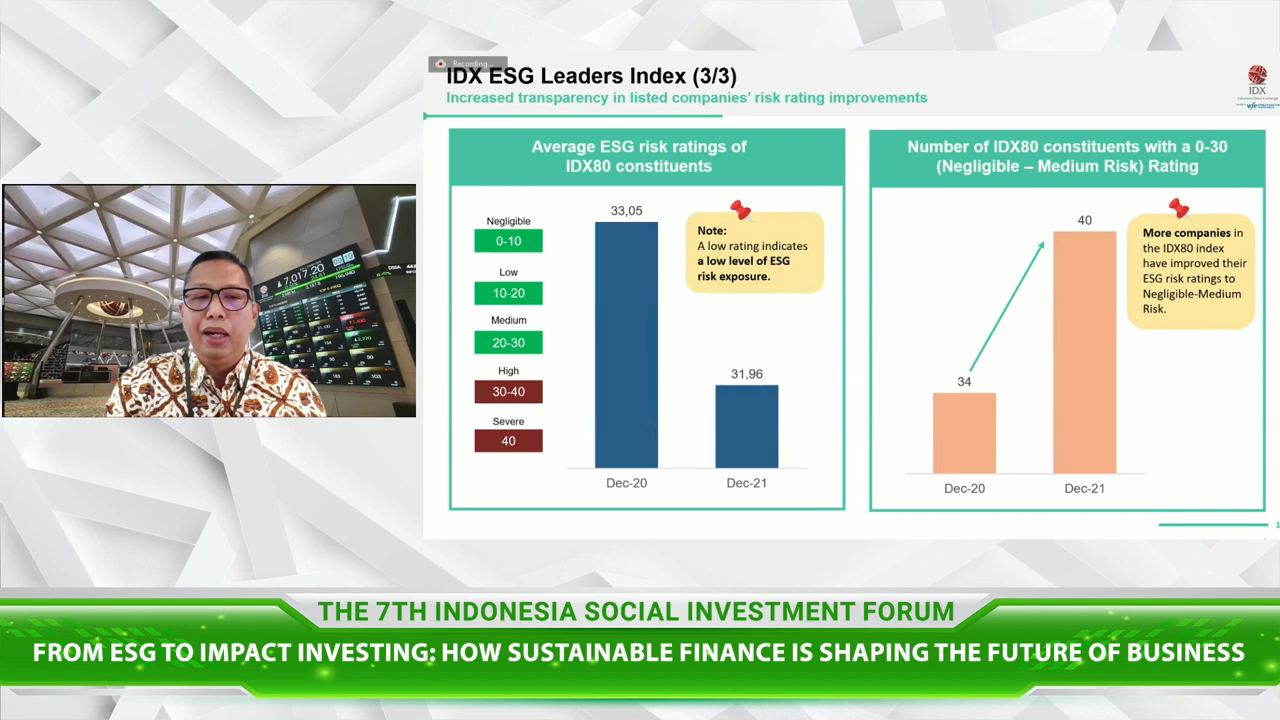 Recording...
IDX ESG Leaders Index (3/3)
Increased transparency in listed companies' risk rating improvements
IDX
Average ESG risk ratings of
IDX80 constituents
Negligible
0-10
Low
10-20
Medium
20-30
High
30-40
Severe
40
33,05
31,96
Dec-20
Dec-21
Note:
A low rating indicates
a low level of ESG
risk exposure.
Number of IDX80 constituents with a 0-30
(Negligible – Medium Risk) Rating
34
40
Dec-20
Dec-21
More companies in
the IDX80 index
have improved their
ESG risk ratings to
Negligible-Medium
Risk.
7,017.20
THE 7TH INDONESIA SOCIAL INVESTMENT FORUM
FROM ESG TO IMPACT INVESTING: HOW SUSTAINABLE FINANCE IS SHAPING THE FUTURE OF BUSINESS